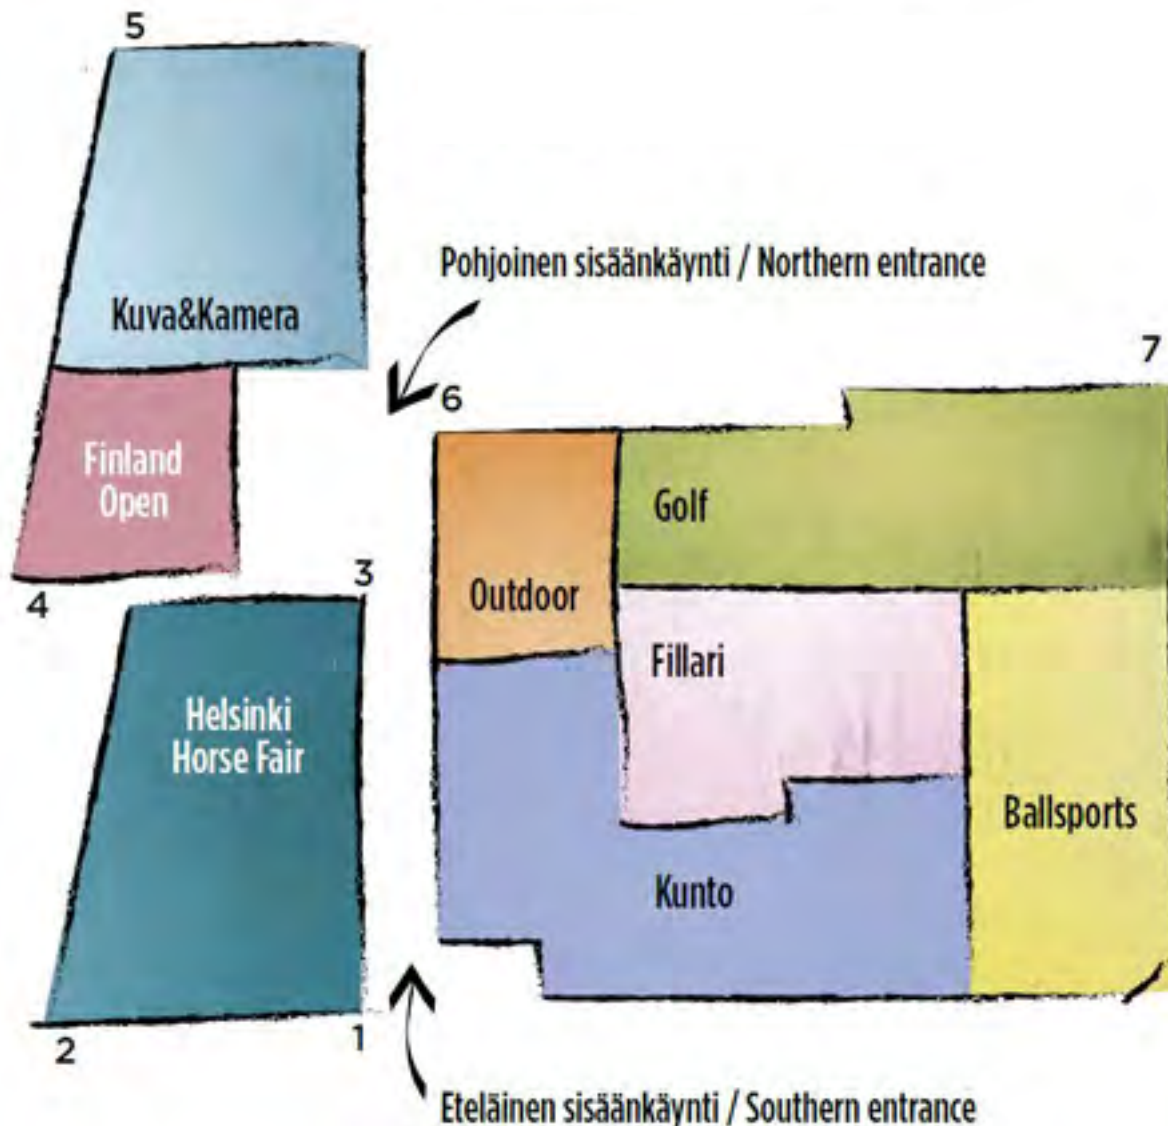 5
Pohjoinen sisäänkäynti / Northern entrance
Kuva&Kamera
7
6
Finland
Open
Golf
3
4
Outdoor
Fillari
Helsinki
Horse Fair
Ballsports
Kunto
2
1
Eteläinen sisäänkäynti / Southern entrance